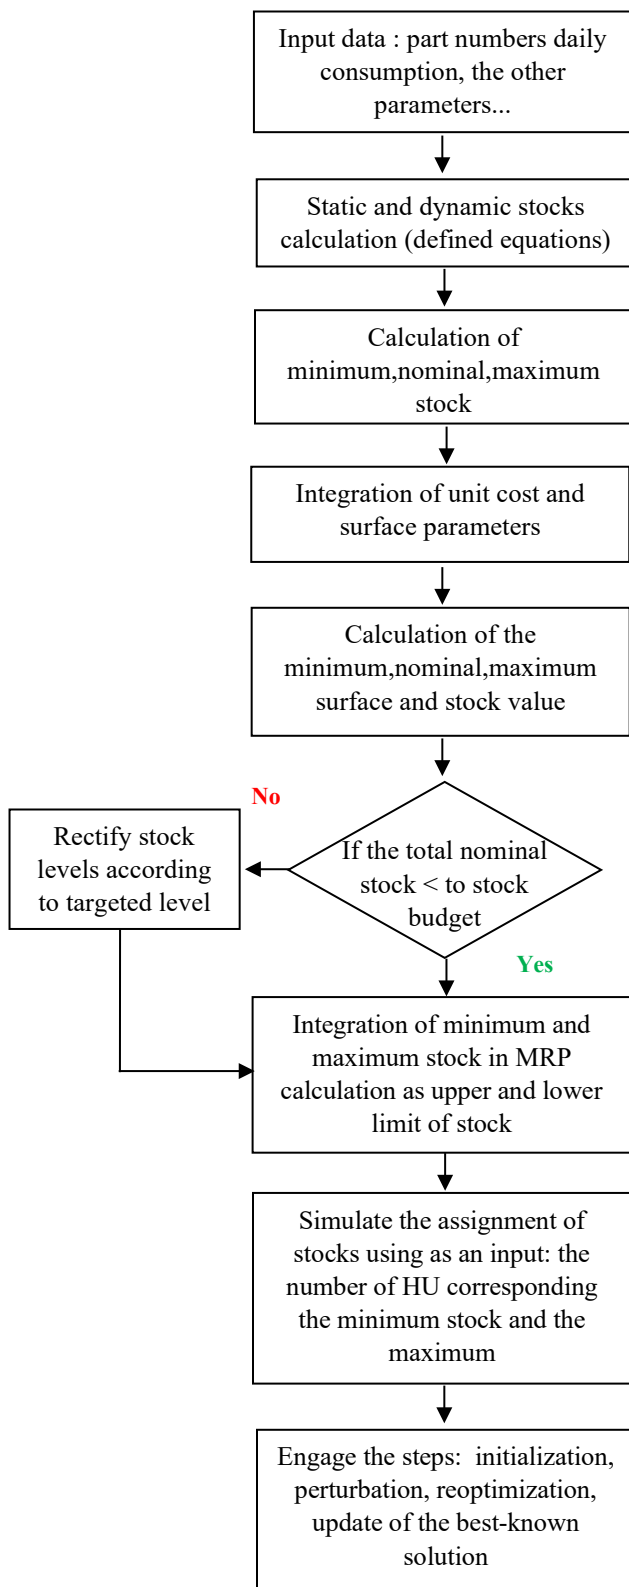 Input data : part numbers daily
consumption, the other
parameters...
Static and dynamic stocks
calculation (defined equations)
Calculation of
minimum,nominal,maximum
stock
Integration of unit cost and
surface parameters
Calculation of the
minimum,nominal,maximum
surface and stock value
No
Rectify stock
levels according
to targeted level
If the total nominal
stock < to stock
budget
Yes
Integration of minimum and
maximum stock in MRP
calculation as upper and lower
limit of stock
Simulate the assignment of
stocks using as an input: the
number of HU corresponding
the minimum stock and the
maximum
Engage the steps:  initialization,
perturbation, reoptimization,
update of the best-known
solution